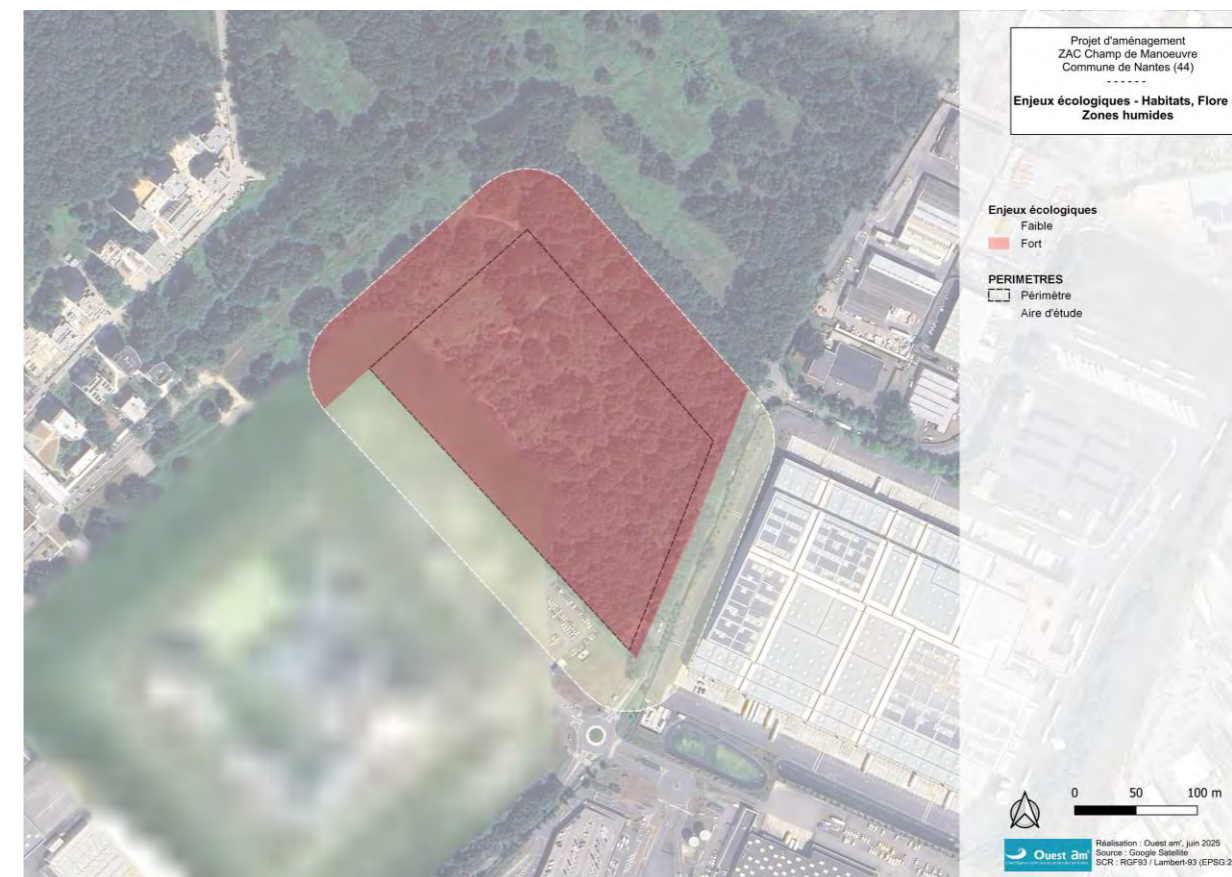 Projet d'aménagement
ZAC Champ de Manoeuvre
Commune de Nantes (44)
- - - - - -
Enjeux écologiques - Habitats, Flore
Zones humides
Enjeux écologiques
Faible
Fort
PERIMETRES
Périmètre
Aire d'étude
0 50 100 m
Ouest am'
Réalisation : Ouest am', juin 2025
Source : Google Satellite
SCR : RGF93 / Lambert-93 (EPSG:2